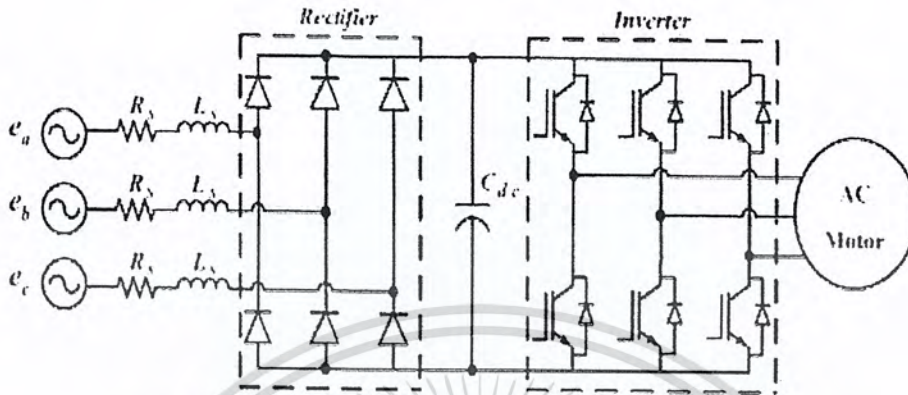 Rectifier
Inverter
e_a
R_s
L_s
e_b
R_s
L_s
e_c
R_s
L_s
C_dc
AC
Motor